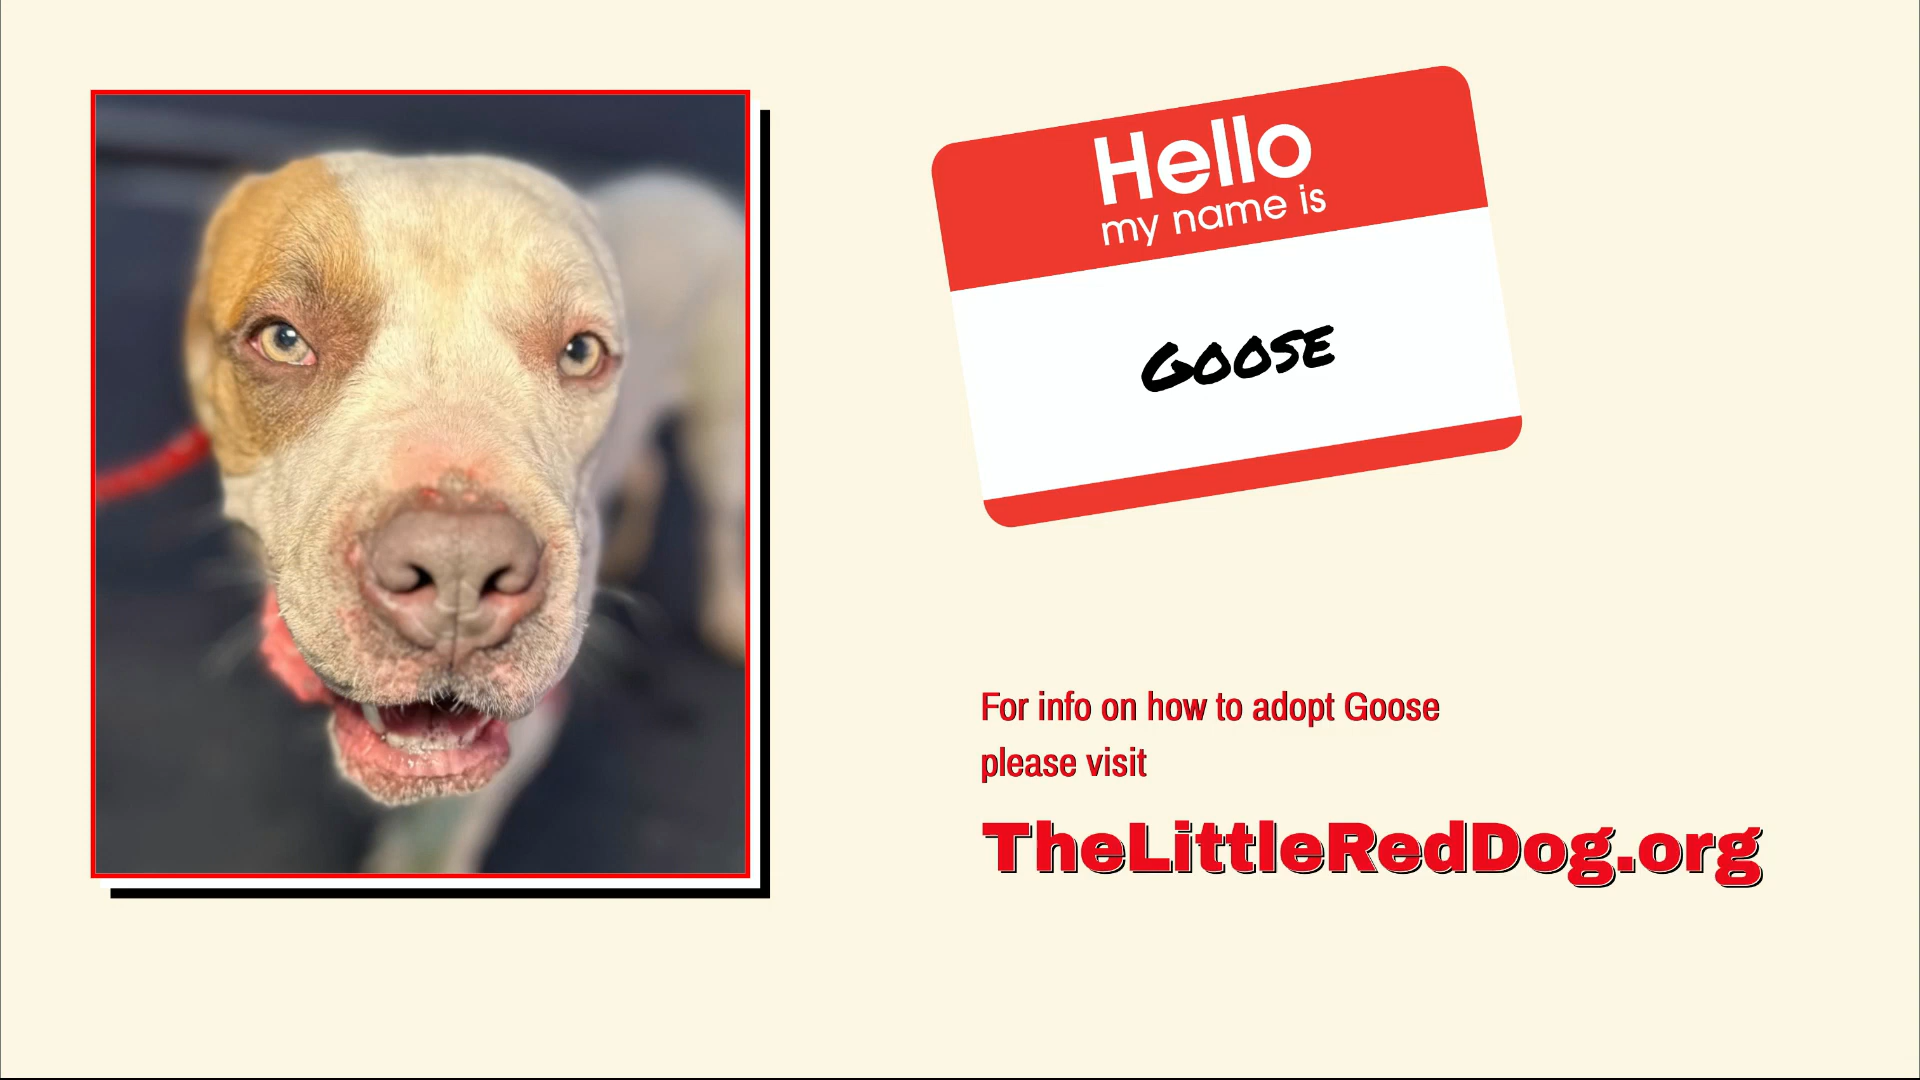 Hello
my name is
Goose
For info on how to adopt Goose
please visit
TheLittleRedDog.org